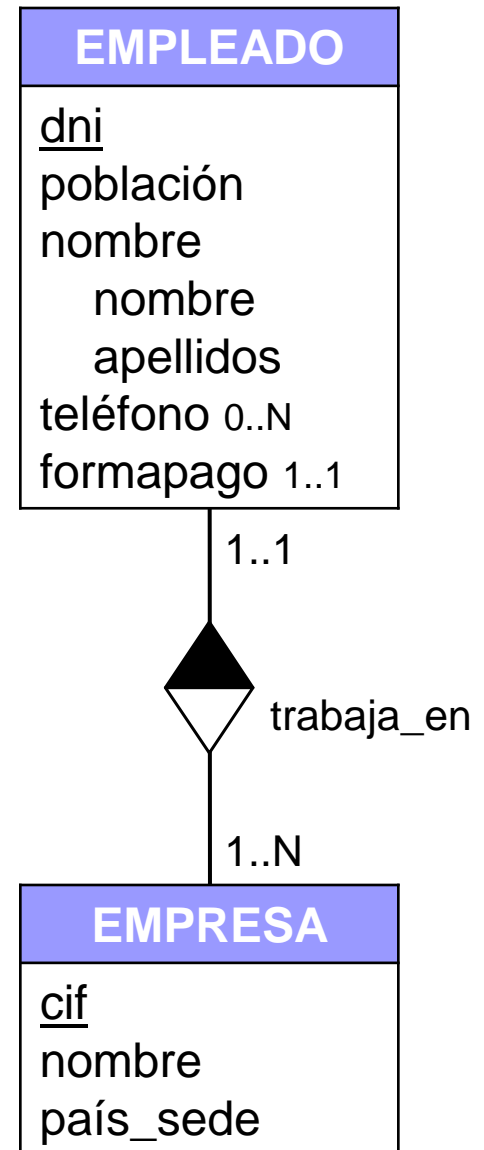 EMPLEADO
dni
población
nombre
nombre
apellidos
teléfono 0..N
formapago 1..1
1..1
trabaja_en
1..N
EMPRESA
cif
nombre
país_sede